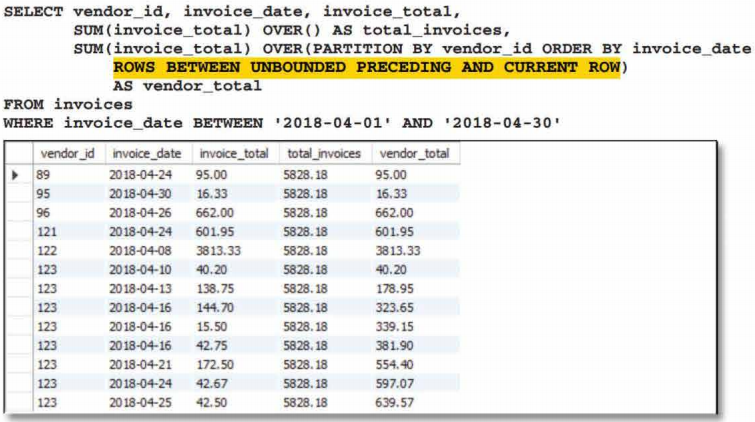 SELECT vendor_id, invoice_date, invoice_total,
SUM(invoice_total) OVER() AS total_invoices,
SUM(invoice_total) OVER(PARTITION BY vendor_id ORDER BY invoice_date
ROWS BETWEEN UNBOUNDED PRECEDING AND CURRENT ROW)
AS vendor_total
FROM invoices
WHERE invoice_date BETWEEN '2018-04-01' AND '2018-04-30'
vendor_id invoice_date invoice_total total_invoices vendor_total
89 2018-04-24 95.00 5828.18 95.00
95 2018-04-30 16.33 5828.18 16.33
96 2018-04-26 662.00 5828.18 662.00
121 2018-04-24 601.95 5828.18 601.95
122 2018-04-08 3813.33 5828.18 3813.33
123 2018-04-10 40.20 5828.18 40.20
123 2018-04-13 138.75 5828.18 178.95
123 2018-04-16 144.70 5828.18 323.65
123 2018-04-16 15.50 5828.18 339.15
123 2018-04-16 42.75 5828.18 381.90
123 2018-04-21 172.50 5828.18 554.40
123 2018-04-24 42.67 5828.18 597.07
123 2018-04-25 42.50 5828.18 639.57